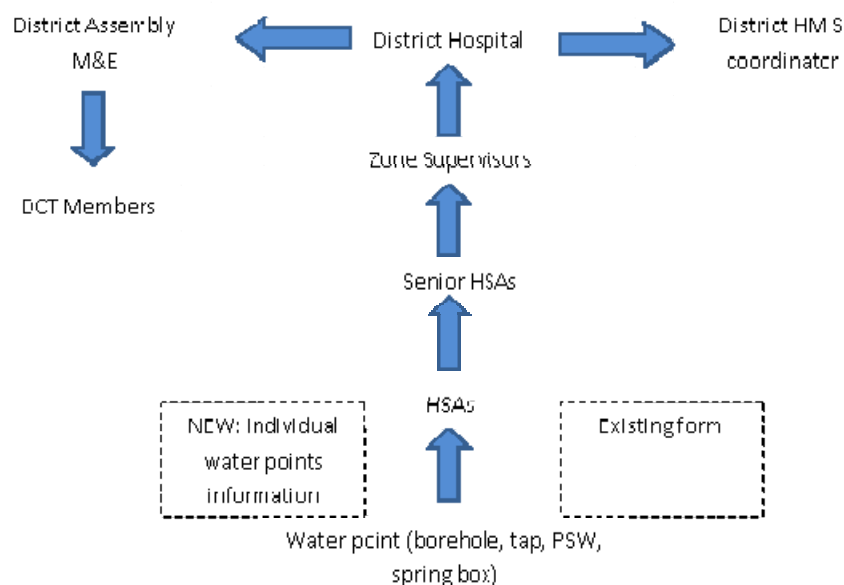 District Assembly
M&E
District Hospital
District HMIS
coordinator
Zone Supervisors
DCT Members
Senior HSAs
HSAs
NEW: Individual
water points
information
Existing form
Water point (borehole, tap, PSW,
spring box)